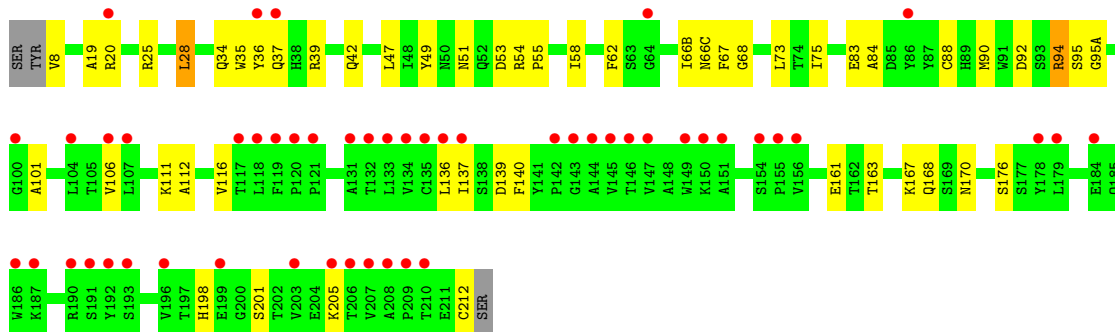 SER TYR V8 A19 R20 R25 L28 Q34 W35 Y36 Q37 H38 R39 Q42 L47 I48 Y49 N50 N51 Q52 D53 R54 P55 I58 F62 S63 G64 I66B N66C F67 G68 L73 T74 I75 E83 A84 D85 Y86 Y87 C88 H89 M90 W91 D92 S93 R94 S95 G95A
G100 A101 L104 T105 V106 L107 K111 A112 V116 T117 L118 F119 P120 P121 A131 T132 L133 V134 C135 L136 I137 S138 D139 F140 Y141 P142 G143 A144 V145 T146 V147 A148 W149 K150 A151 S154 P155 V156 E161 T162 T163 K167 Q168 S169 N170 S176 S177 Y178 L179 E184 Q185
W186 K187 R190 S191 Y192 S193 V196 T197 H198 E199 G200 S201 T202 V203 E204 K205 T206 V207 A208 P209 T210 E211 C212 SER